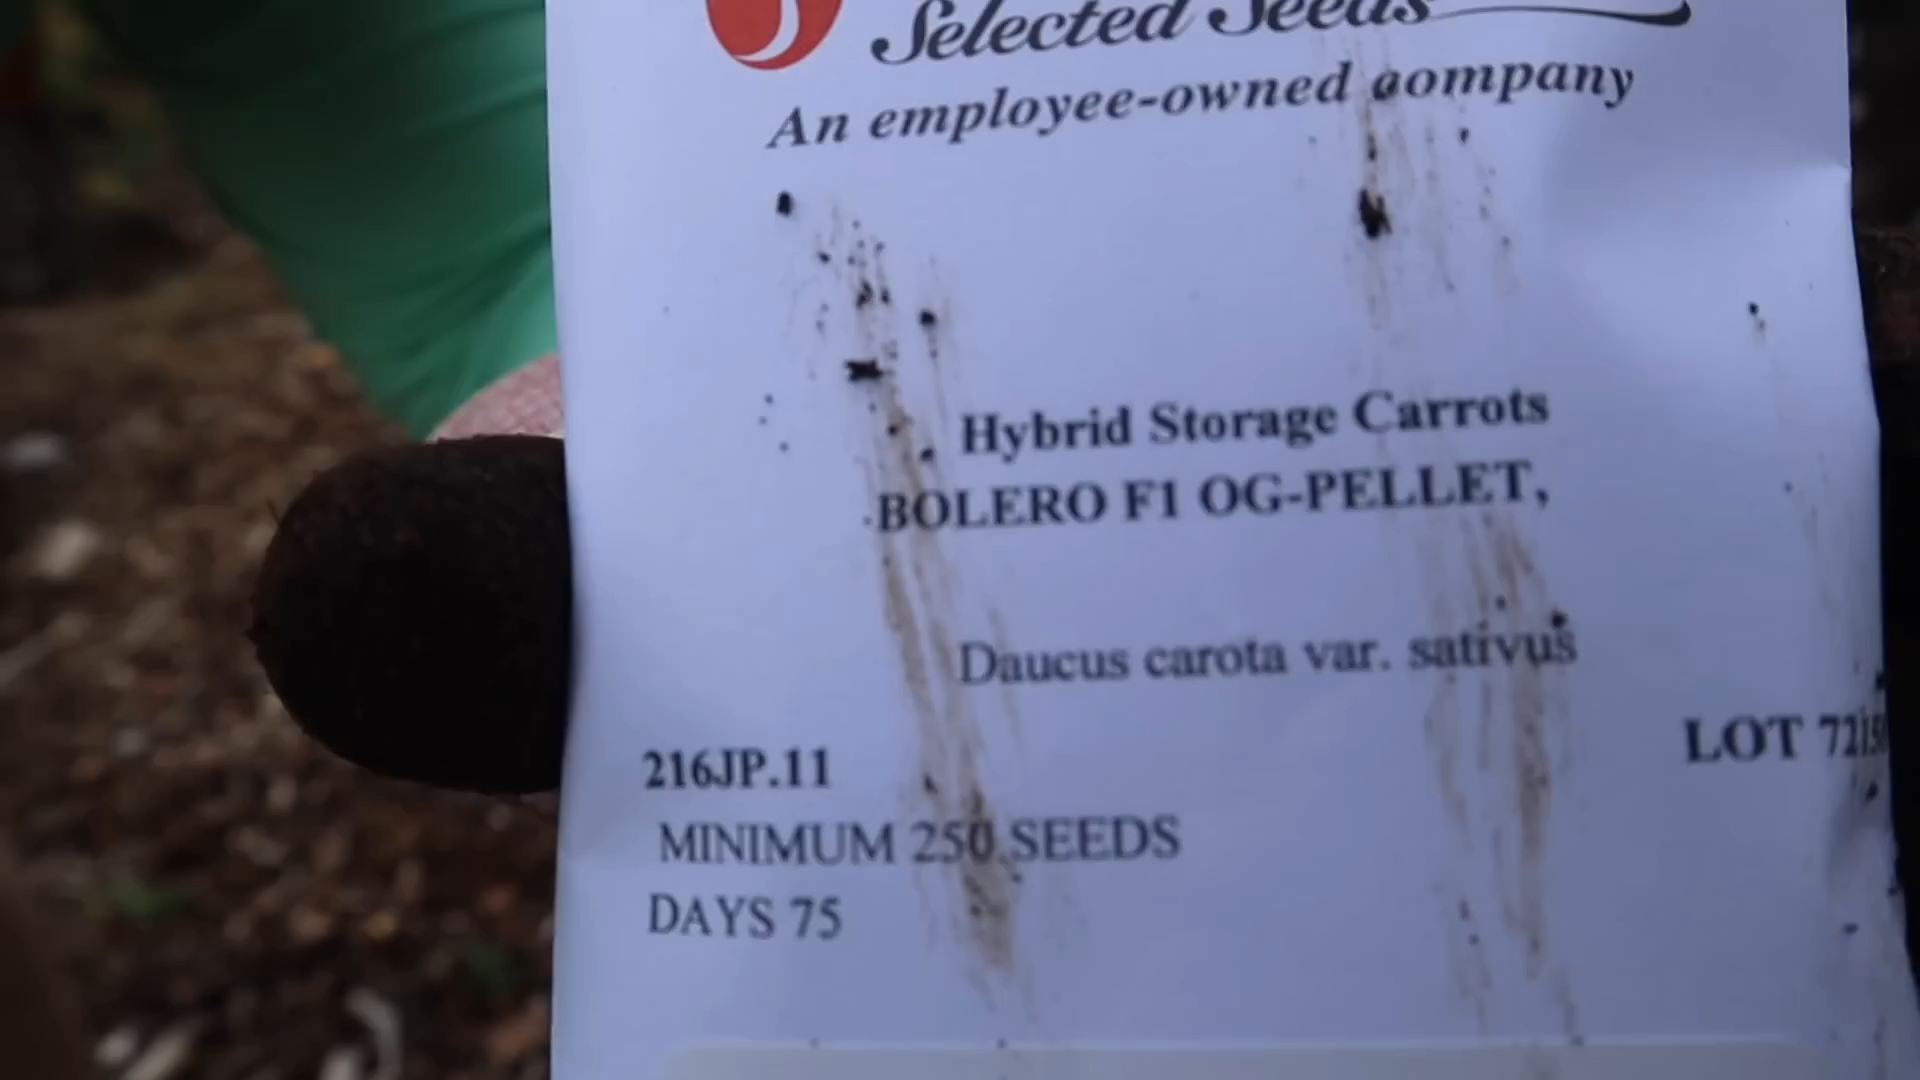 Selected Seeds
An employee-owned company
Hybrid Storage Carrots
BOLERO F1 OG-PELLET,
Daucus carota var. sativus
216JP.11
LOT
MINIMUM 250 SEEDS
DAYS 75